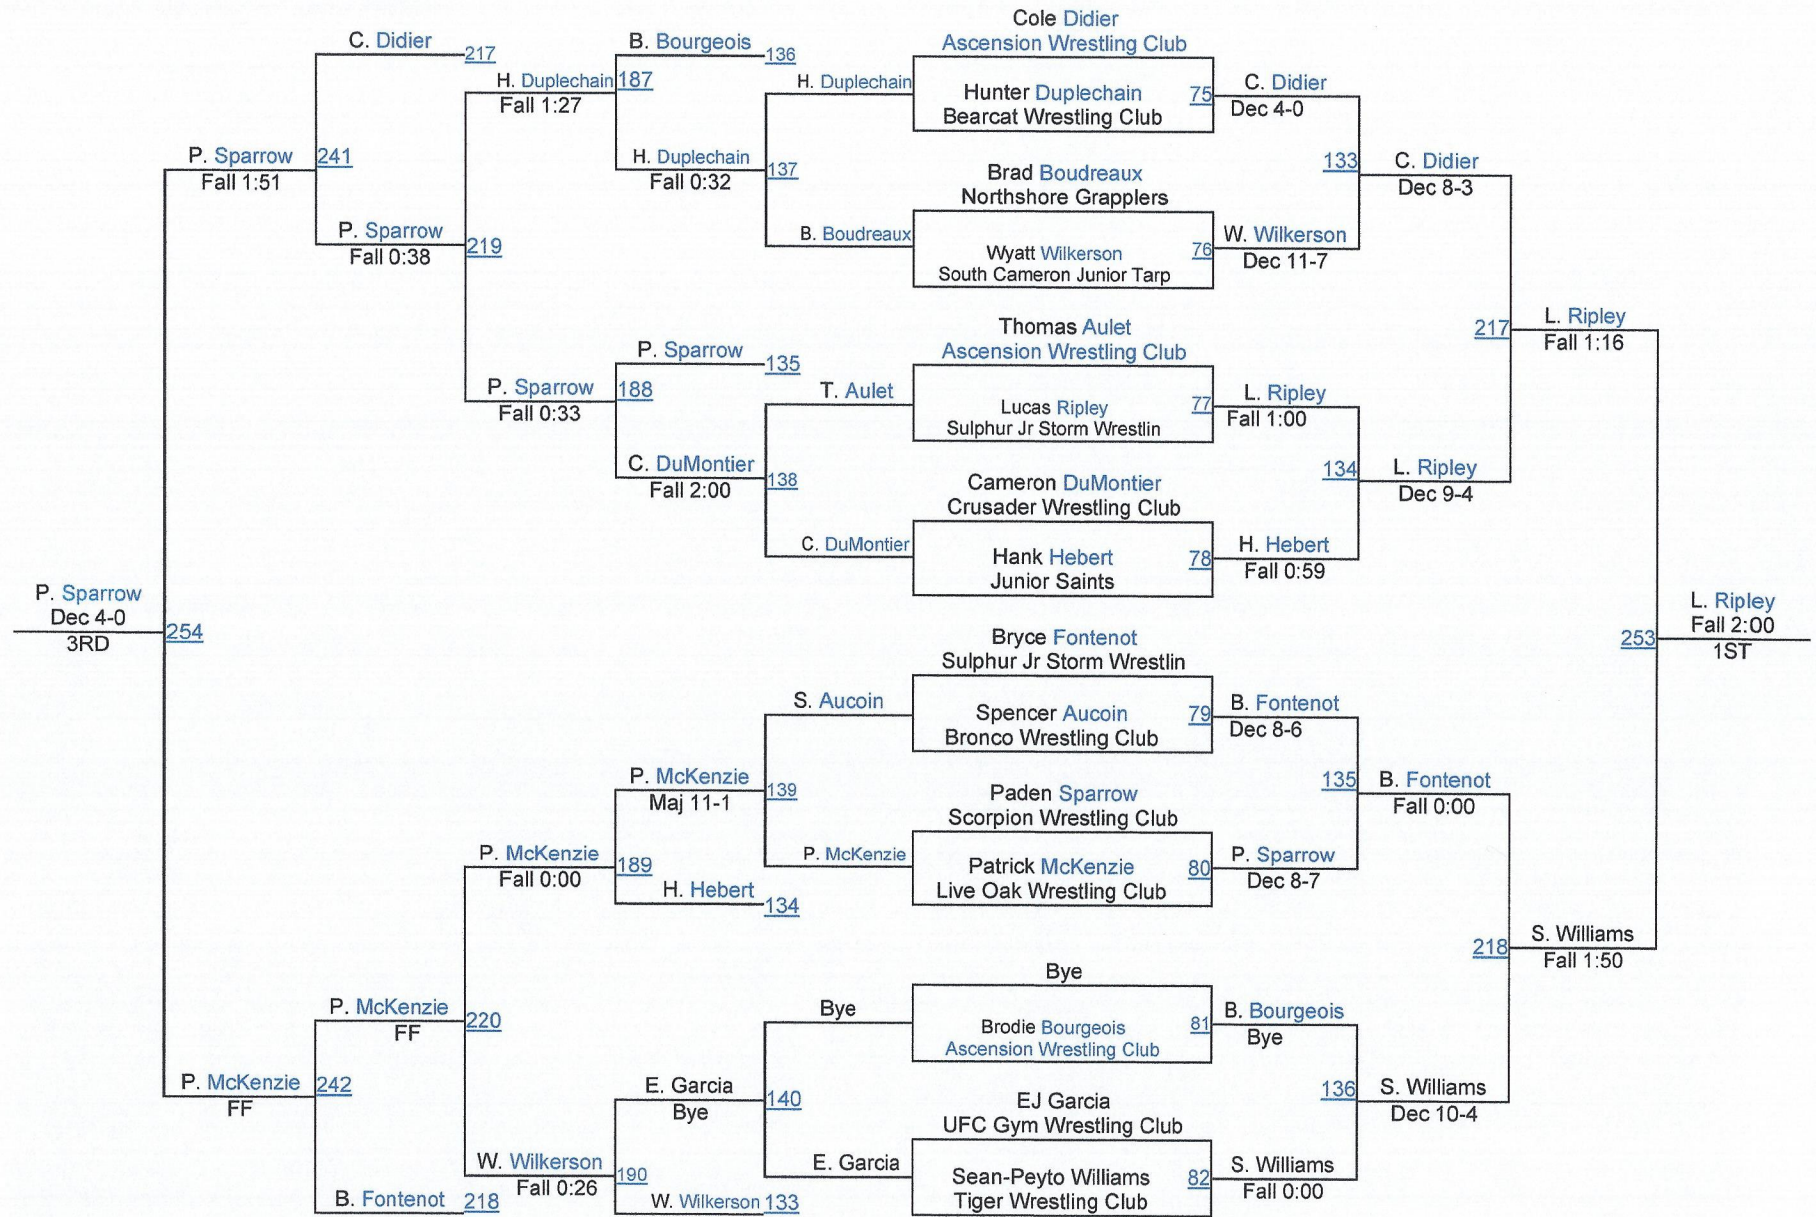 Cole Didier
Ascension Wrestling Club
C. Didier
217
B. Bourgeois
136
H. Duplechain
187
Fall 1:27
H. Duplechain
Hunter Duplechain
Bearcat Wrestling Club
75
C. Didier
Dec 4-0
P. Sparrow
241
Fall 1:51
H. Duplechain
Fall 0:32
137
Brad Boudreaux
Northshore Grapplers
133
C. Didier
Dec 8-3
P. Sparrow
Fall 0:38
219
B. Boudreaux
Wyatt Wilkerson
South Cameron Junior Tarp
76
W. Wilkerson
Dec 11-7
Thomas Aulet
Ascension Wrestling Club
217
L. Ripley
Fall 1:16
P. Sparrow
135
P. Sparrow
188
Fall 0:33
T. Aulet
Lucas Ripley
Sulphur Jr Storm Wrestlin
77
L. Ripley
Fall 1:00
C. DuMontier
Fall 2:00
138
Cameron DuMontier
Crusader Wrestling Club
134
L. Ripley
Dec 9-4
C. DuMontier
Hank Hebert
Junior Saints
78
H. Hebert
Fall 0:59
P. Sparrow
Dec 4-0
3RD
254
Bryce Fontenot
Sulphur Jr Storm Wrestlin
253
L. Ripley
Fall 2:00
1ST
S. Aucoin
Spencer Aucoin
Bronco Wrestling Club
79
B. Fontenot
Dec 8-6
P. McKenzie
Maj 11-1
139
Paden Sparrow
Scorpion Wrestling Club
135
B. Fontenot
Fall 0:00
P. McKenzie
Fall 0:00
189
H. Hebert
134
P. McKenzie
Patrick McKenzie
Live Oak Wrestling Club
80
P. Sparrow
Dec 8-7
218
S. Williams
Fall 1:50
Bye
P. McKenzie
FF
220
Bye
Brodie Bourgeois
Ascension Wrestling Club
81
B. Bourgeois
Bye
P. McKenzie
FF
242
E. Garcia
Bye
140
EJ Garcia
UFC Gym Wrestling Club
136
S. Williams
Dec 10-4
W. Wilkerson
Fall 0:26
190
E. Garcia
Sean-Peyto Williams
Tiger Wrestling Club
82
S. Williams
Fall 0:00
B. Fontenot
218
W. Wilkerson
133